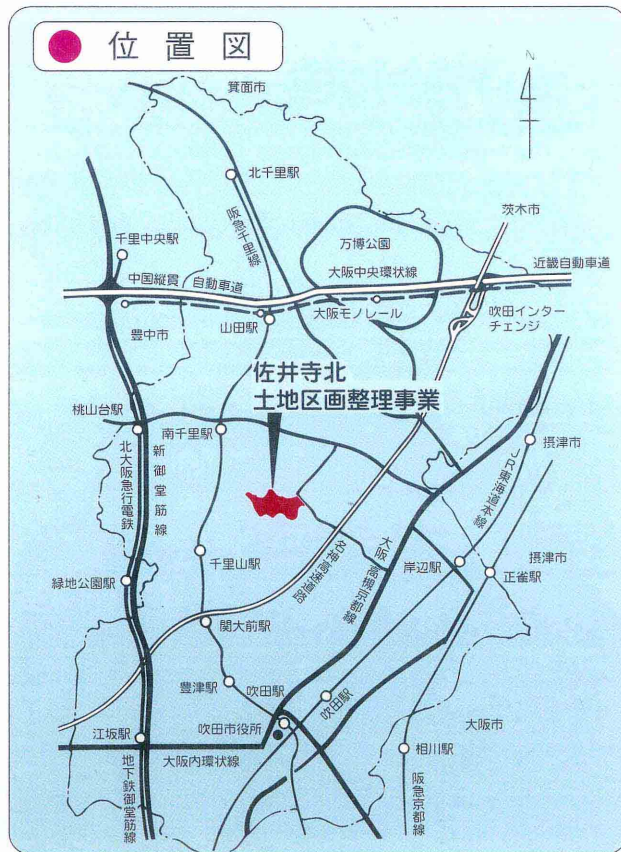 位置図
N
箕面市
北千里駅
阪急千里線
茨木市
千里中央駅
万博公園
大阪中央環状線
近畿自動車道
中国縦貫 自動車道
豊中市
山田駅
大阪モノレール
吹田インター
チェンジ
佐井寺北
土地区画整理事業
桃山台駅
南千里駅
北大阪急行電鉄
新御堂筋線
摂津市
JR東海道本線
千里山駅
名神高速道路
大阪高槻京都線
岸辺駅
摂津市
正雀駅
緑地公園駅
関大前駅
豊津駅
吹田駅
吹田駅
江坂駅
吹田市役所
大阪市
大阪内環状線
相川駅
地下鉄御堂筋線
阪急京都線